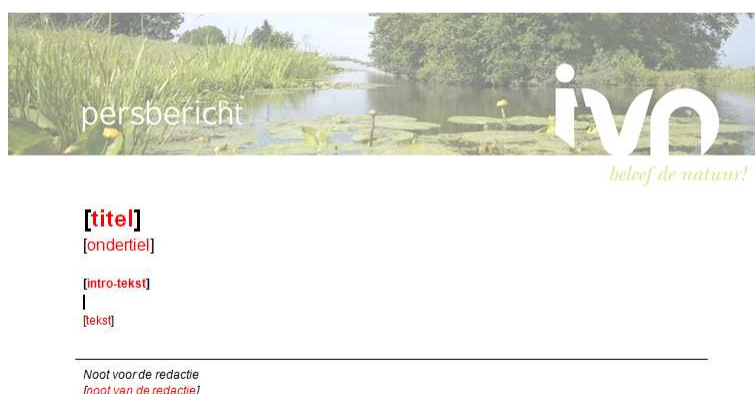 persbericht
ivn
beleef de natuur!
[titel]
[ondertiel]
[intro-tekst]
[tekst]
Noot voor de redactie
[noot van de redactie]